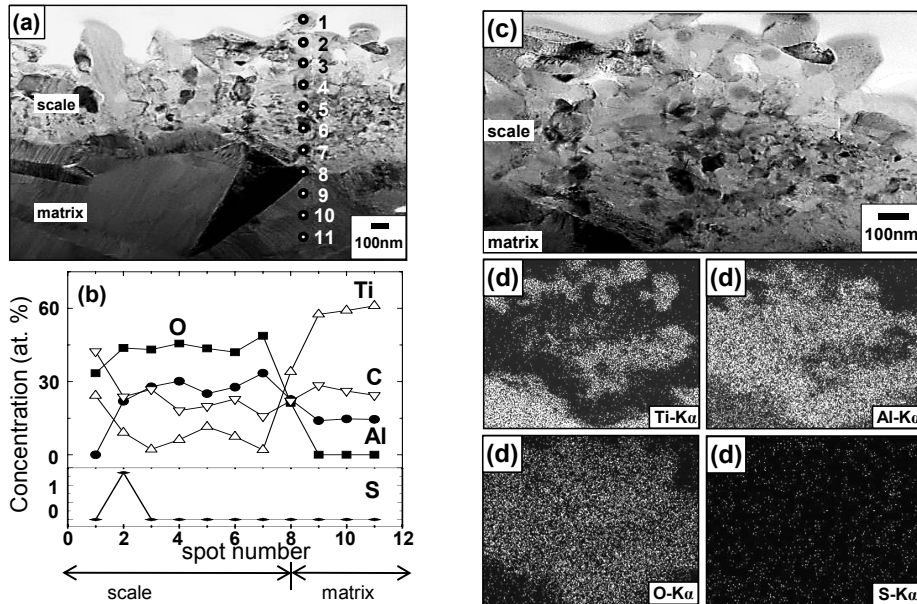 (a)
1
2
3
4
5
6
7
8
9
10
11
scale
matrix
100nm
(b)
Concentration (at. %)
60
30
0
1
0
Ti
O
C
Al
S
0 2 4 6 8 10 12
spot number
scale matrix
(c)
scale
matrix
100nm
(d)
Ti-Kα
(d)
Al-Kα
(d)
O-Kα
(d)
S-Kα